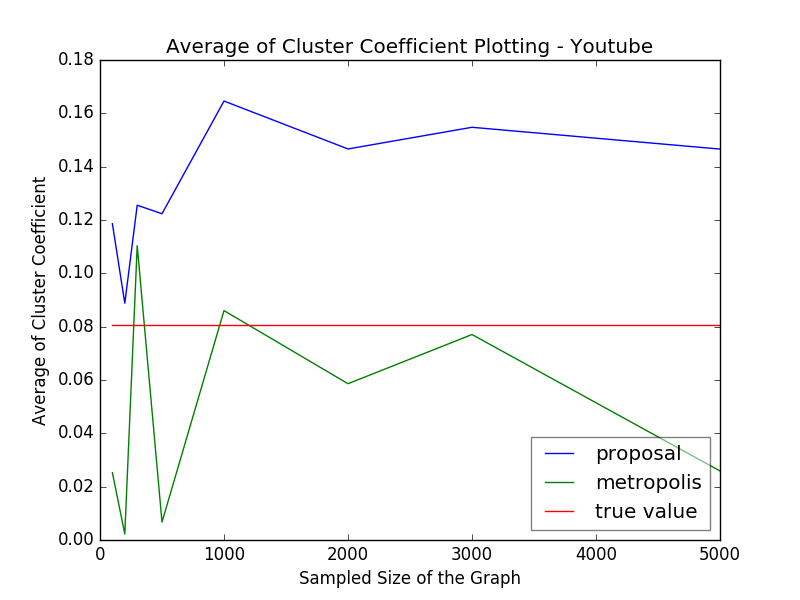 Average of Cluster Coefficient Plotting - Youtube
0.18
0.16
0.14
0.12
0.10
0.08
0.06
0.04
0.02
0.00
Average of Cluster Coefficient
proposal
metropolis
true value
0 1000 2000 3000 4000 5000
Sampled Size of the Graph